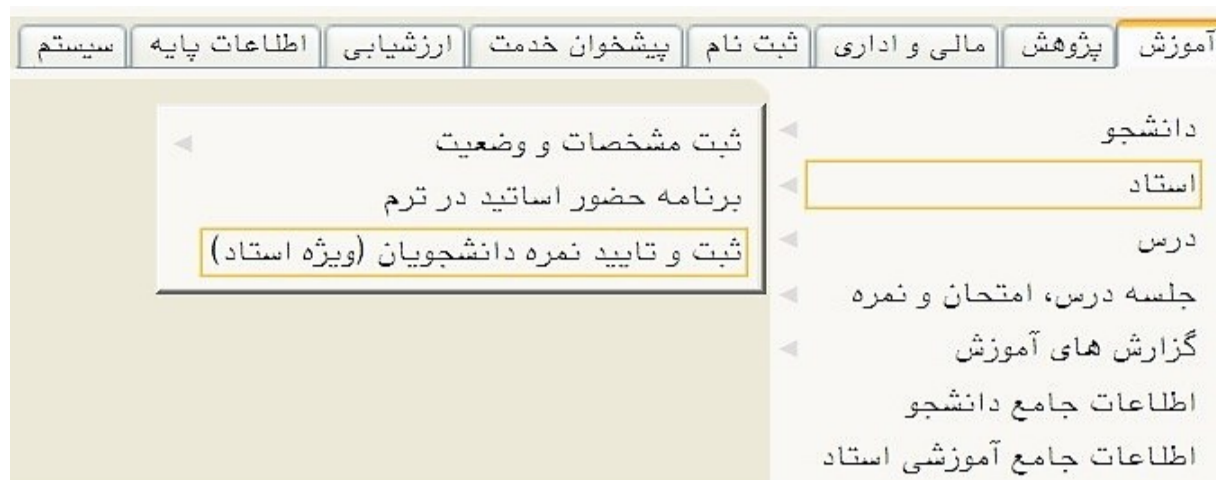 آموزش پژوهش مالی و اداری ثبت نام پیشخوان خدمت ارزشیابی اطلاعات پایه سیستم
دانشجو
استاد
درس
جلسه درس، امتحان و نمره
گزارش های آموزش
اطلاعات جامع دانشجو
اطلاعات جامع آموزشی استاد
ثبت مشخصات و وضعیت
برنامه حضور اساتید در ترم
ثبت و تایید نمره دانشجویان (ویژه استاد)